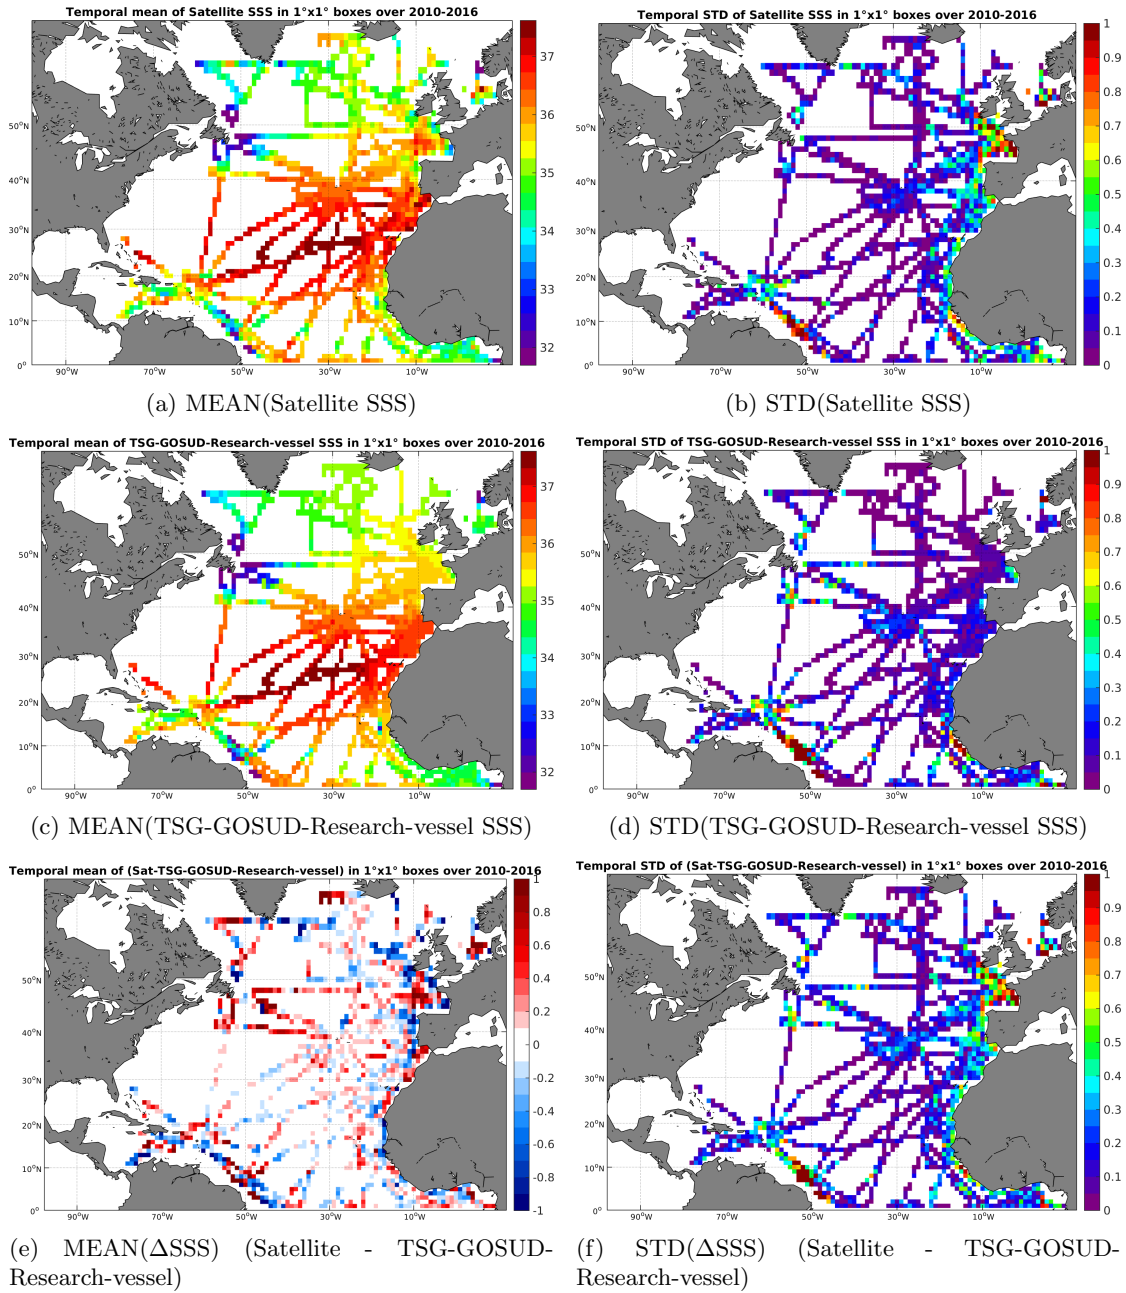 Temporal mean of Satellite SSS in 1°x1° boxes over 2010-2016
37
36
35
34
33
32
50°N
40°N
30°N
20°N
10°N
0°
90°W
70°W
50°W
30°W
10°W
(a) MEAN(Satellite SSS)
Temporal STD of Satellite SSS in 1°x1° boxes over 2010-2016
1
0.9
0.8
0.7
0.6
0.5
0.4
0.3
0.2
0.1
0
50°N
40°N
30°N
20°N
10°N
0°
90°W
70°W
50°W
30°W
10°W
(b) STD(Satellite SSS)
Temporal mean of TSG-GOSUD-Research-vessel SSS in 1°x1° boxes over 2010-2016
37
36
35
34
33
32
50°N
40°N
30°N
20°N
10°N
0°
90°W
70°W
50°W
30°W
10°W
(c) MEAN(TSG-GOSUD-Research-vessel SSS)
Temporal STD of TSG-GOSUD-Research-vessel SSS in 1°x1° boxes over 2010-2016
1
0.9
0.8
0.7
0.6
0.5
0.4
0.3
0.2
0.1
0
50°N
40°N
30°N
20°N
10°N
0°
90°W
70°W
50°W
30°W
10°W
(d) STD(TSG-GOSUD-Research-vessel SSS)
Temporal mean of (Sat-TSG-GOSUD-Research-vessel) in 1°x1° boxes over 2010-2016
1
0.8
0.6
0.4
0.2
0
-0.2
-0.4
-0.6
-0.8
-1
50°N
40°N
30°N
20°N
10°N
0°
90°W
70°W
50°W
30°W
10°W
(e) MEAN(ΔSSS) (Satellite - TSG-GOSUD-
Research-vessel)
Temporal STD of (Sat-TSG-GOSUD-Research-vessel) in 1°x1° boxes over 2010-2016
1
0.9
0.8
0.7
0.6
0.5
0.4
0.3
0.2
0.1
0
50°N
40°N
30°N
20°N
10°N
0°
90°W
70°W
50°W
30°W
10°W
(f) STD(ΔSSS) (Satellite - TSG-GOSUD-
Research-vessel)